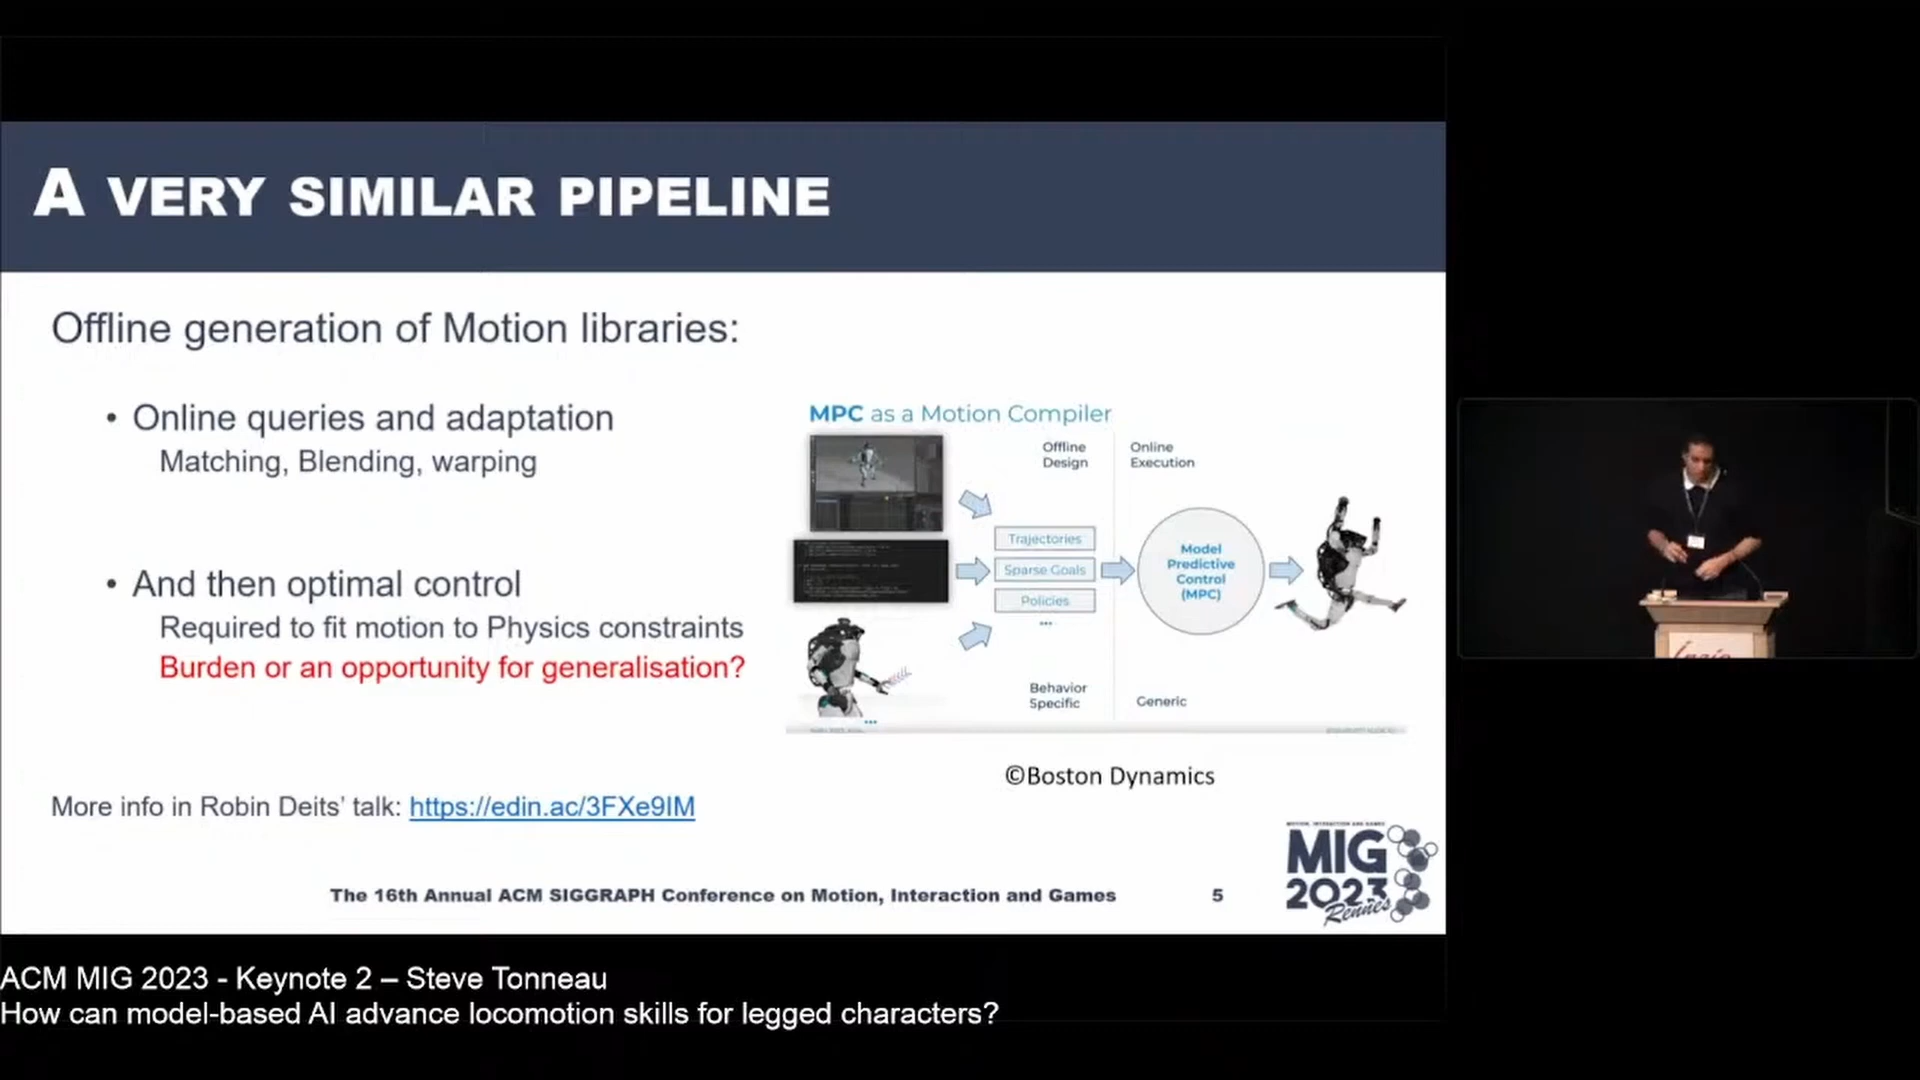 A VERY SIMILAR PIPELINE
Offline generation of Motion libraries:
• Online queries and adaptation
Matching, Blending, warping
• And then optimal control
Required to fit motion to Physics constraints
Burden or an opportunity for generalisation?
More info in Robin Deits’ talk: https://edin.ac/3FXe9IM
MPC as a Motion Compiler
Offline
Design
Online
Execution
Trajectories
Sparse Goals
Policies
...
Model
Predictive
Control
(MPC)
Behavior
Specific
Generic
...
©Boston Dynamics
The 16th Annual ACM SIGGRAPH Conference on Motion, Interaction and Games
5
MOTION, INTERACTION AND GAMES
MIG
2023
Rennes
ACM MIG 2023 - Keynote 2 – Steve Tonneau
How can model-based AI advance locomotion skills for legged characters?